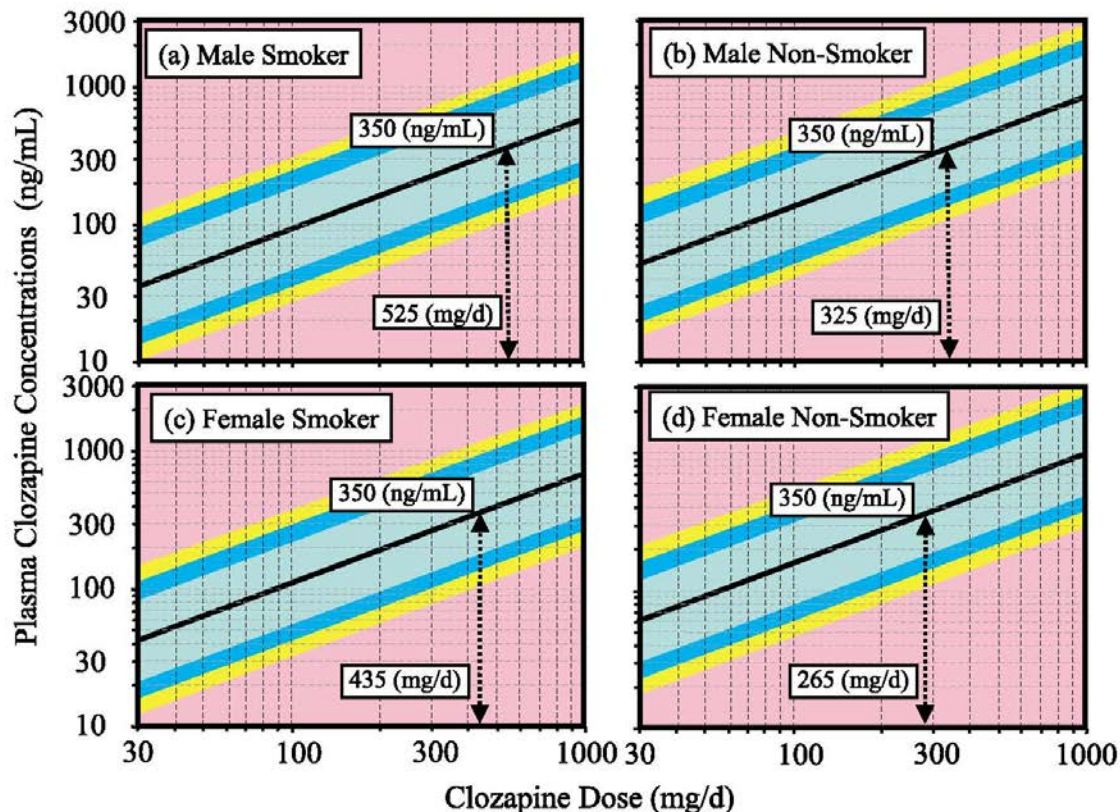 Plasma Clozapine Concentrations (ng/mL)
3000
1000
300
100
30
10
(a) Male Smoker
350 (ng/mL)
525 (mg/d)
(b) Male Non-Smoker
350 (ng/mL)
325 (mg/d)
3000
1000
300
100
30
10
(c) Female Smoker
350 (ng/mL)
435 (mg/d)
(d) Female Non-Smoker
350 (ng/mL)
265 (mg/d)
30 100 300 1000
30 100 300 1000
Clozapine Dose (mg/d)